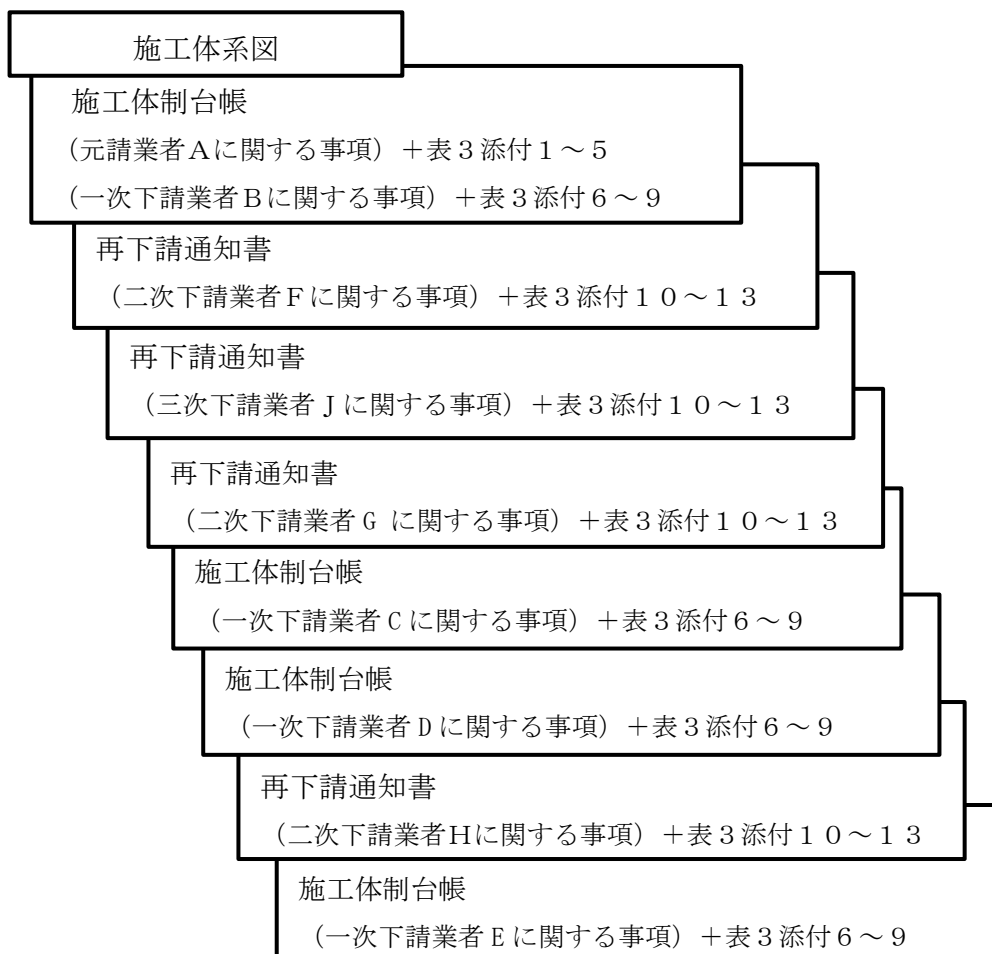 施工体系図
施工体制台帳
(元請業者Aに関する事項)+表3添付1~5
(一次下請業者Bに関する事項)+表3添付6~9
再下請通知書
(二次下請業者Fに関する事項)+表3添付10~13
再下請通知書
(三次下請業者Jに関する事項)+表3添付10~13
再下請通知書
(二次下請業者G に関する事項)+表3添付10~13
施工体制台帳
(一次下請業者Cに関する事項)+表3添付6~9
施工体制台帳
(一次下請業者Dに関する事項)+表3添付6~9
再下請通知書
(二次下請業者Hに関する事項)+表3添付10~13
施工体制台帳
(一次下請業者Eに関する事項)+表3添付6~9